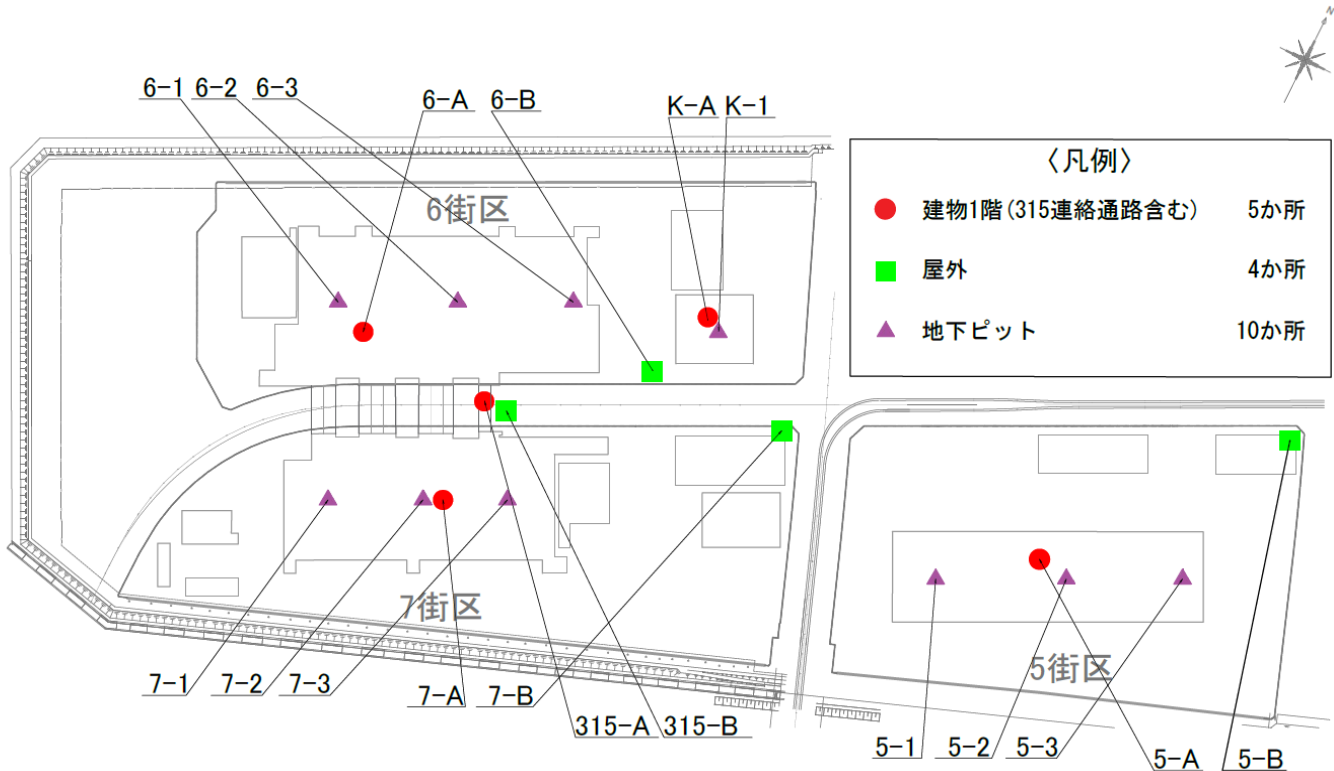 N
6-1
6-2
6-3
6-A
6-B
K-A
K-1
〈凡例〉
建物1階(315連絡通路含む) 5か所
屋外 4か所
地下ピット 10か所
6街区
7街区
5街区
7-1
7-2
7-3
7-A
7-B
315-A
315-B
5-1
5-2
5-3
5-A
5-B